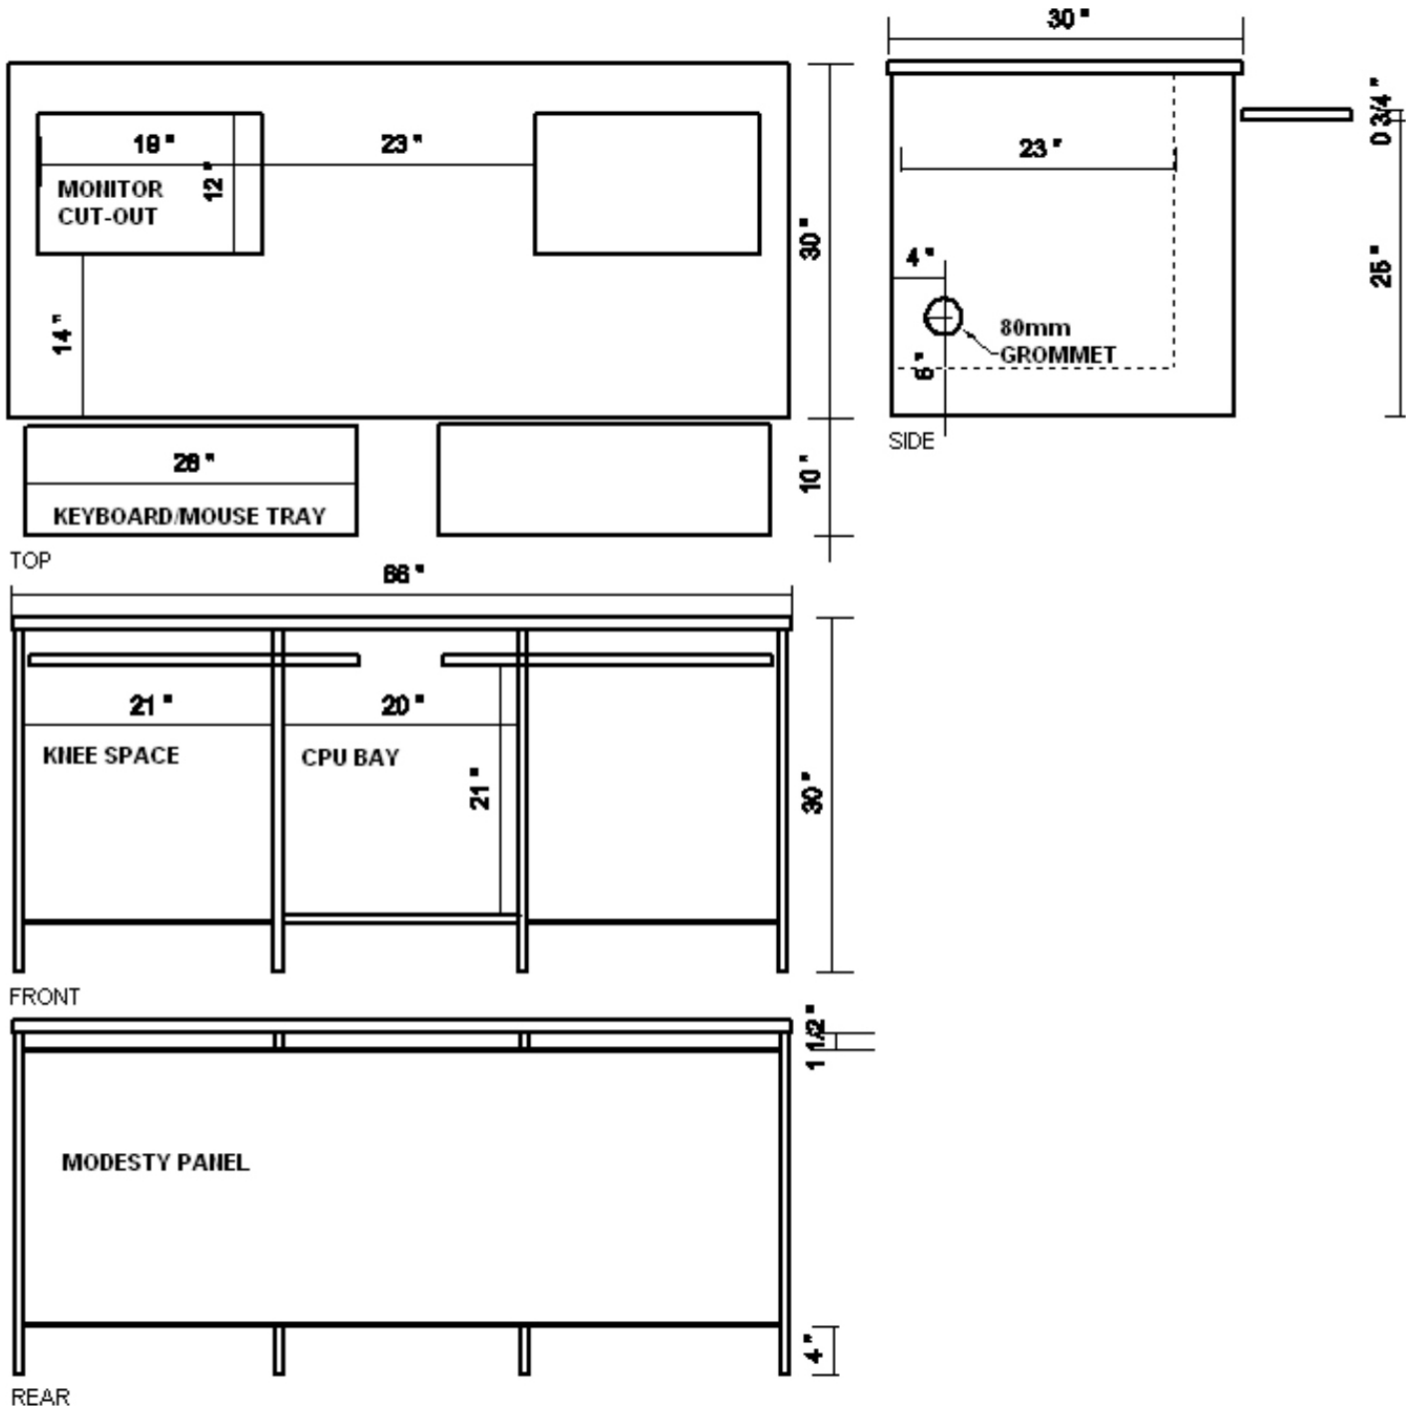 30"
19"
23"
12"
MONITOR
CUT-OUT
30"
14"
28"
KEYBOARD/MOUSE TRAY
10"
TOP
0 3/4"
23"
4"
25"
80mm
GROMMET
SIDE
66"
21"
20"
KNEE SPACE
CPU BAY
21"
30"
FRONT
1 1/2"
MODESTY PANEL
4"
REAR